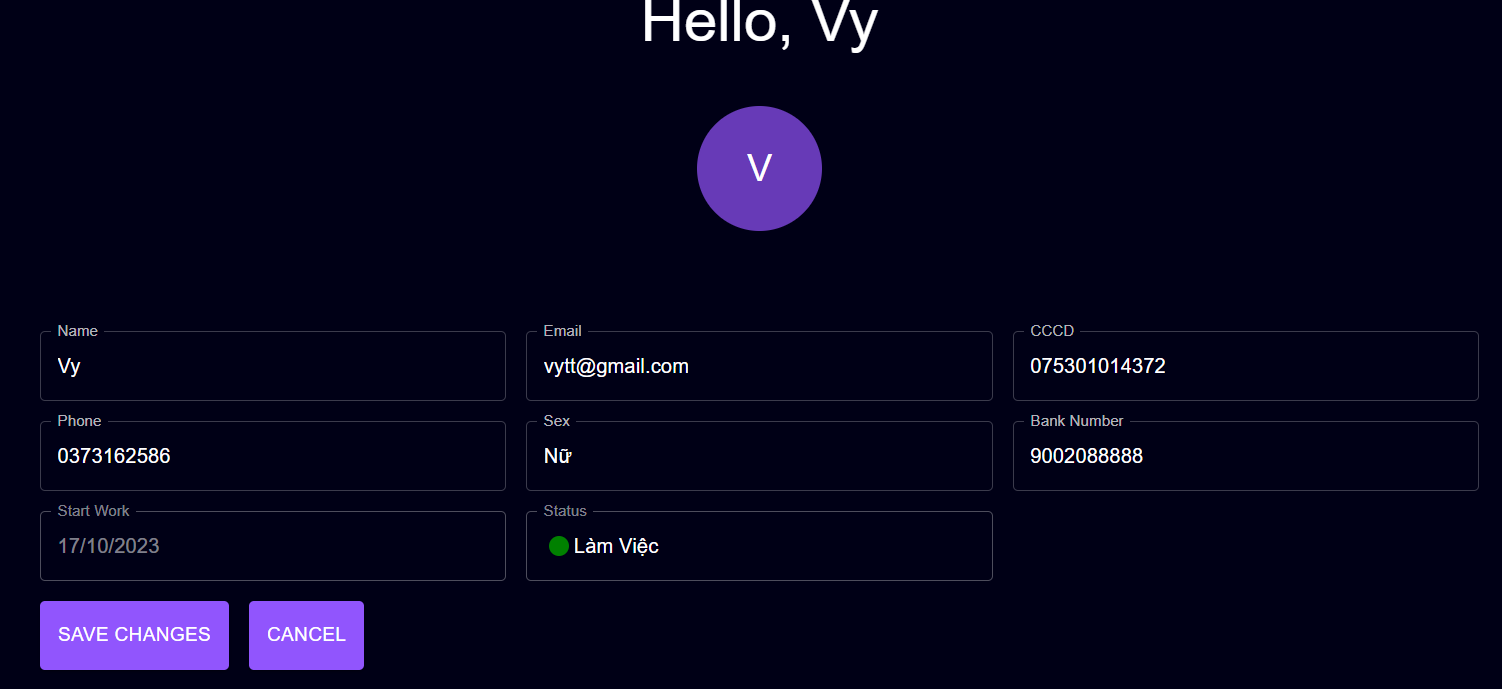 Hello, Vy
V
Name
Vy
Email
vytt@gmail.com
CCCD
075301014372
Phone
0373162586
Sex
Nữ
Bank Number
9002088888
Start Work
17/10/2023
Status
Làm Việc
SAVE CHANGES
CANCEL